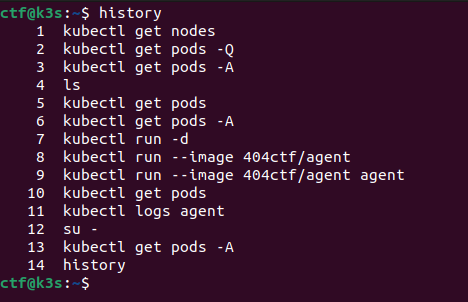 ctf@k3s:~$ history
1 kubectl get nodes
2 kubectl get pods -Q
3 kubectl get pods -A
4 ls
5 kubectl get pods
6 kubectl get pods -A
7 kubectl run -d
8 kubectl run --image 404ctf/agent
9 kubectl run --image 404ctf/agent agent
10 kubectl get pods
11 kubectl logs agent
12 su -
13 kubectl get pods -A
14 history
ctf@k3s:~$